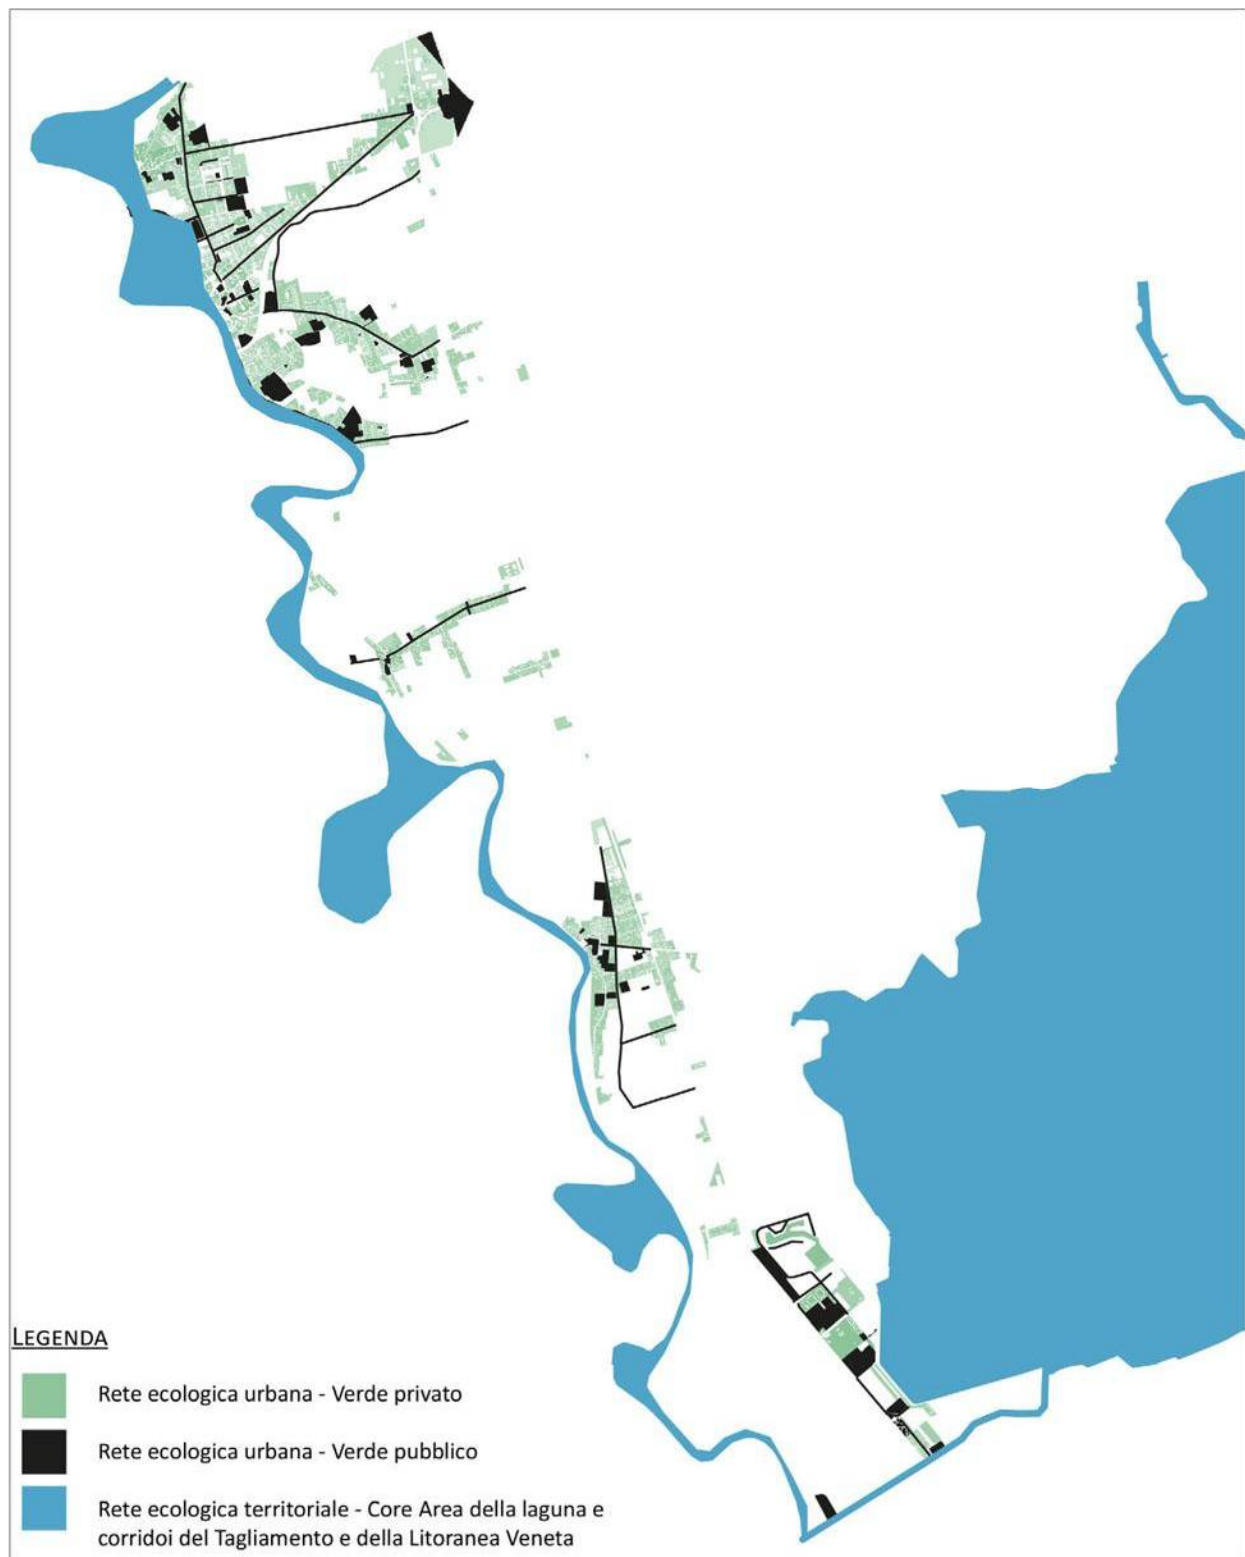 LEGENDA
Rete ecologica urbana - Verde privato
Rete ecologica urbana - Verde pubblico
Rete ecologica territoriale - Core Area della laguna e
corridoi del Tagliamento e della Litoranea Veneta